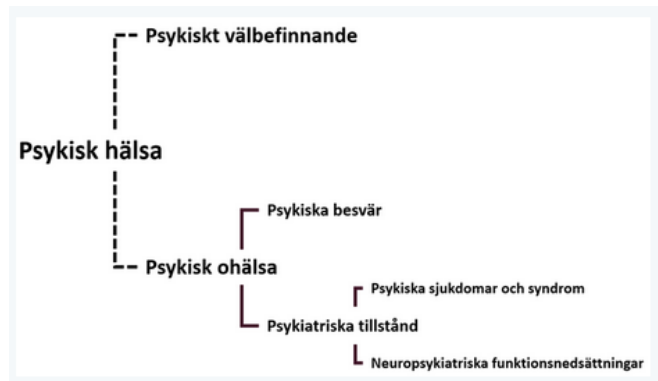 Psykiskt välbefinnande
Psykisk hälsa
Psykiska besvär
Psykisk ohälsa
Psykiska sjukdomar och syndrom
Psykiatriska tillstånd
Neuropsykiatriska funktionsnedsättningar